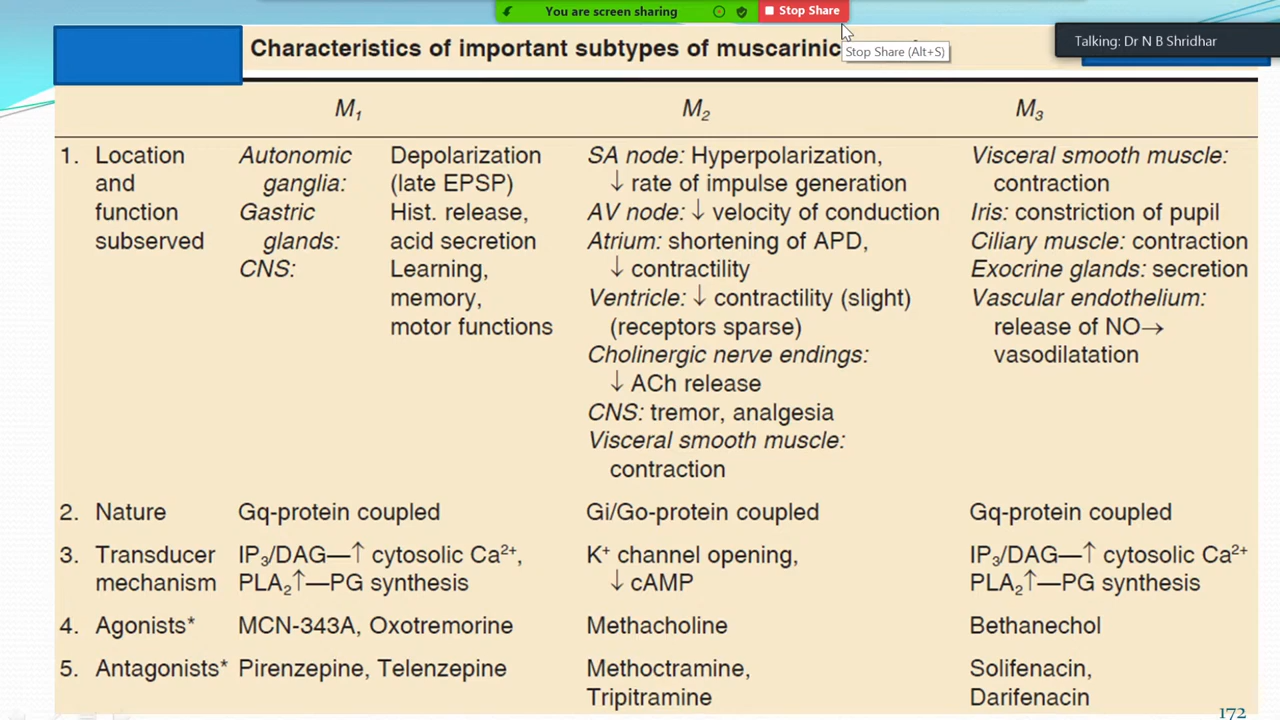 You are screen sharing
Stop Share
Talking: Dr N B Shridhar
Stop Share (Alt+S)
Characteristics of important subtypes of muscarinic
M1 M2 M3
1. Location and function subserved
Autonomic ganglia: Depolarization (late EPSP)
Gastric glands: Hist. release, acid secretion
CNS: Learning, memory, motor functions
SA node: Hyperpolarization,
↓ rate of impulse generation
AV node: ↓ velocity of conduction
Atrium: shortening of APD,
↓ contractility
Ventricle: ↓ contractility (slight)
(receptors sparse)
Cholinergic nerve endings:
↓ ACh release
CNS: tremor, analgesia
Visceral smooth muscle:
contraction
Visceral smooth muscle:
contraction
Iris: constriction of pupil
Ciliary muscle: contraction
Exocrine glands: secretion
Vascular endothelium:
release of NO→
vasodilatation
2. Nature Gq-protein coupled Gi/Go-protein coupled Gq-protein coupled
3. Transducer IP3/DAG—↑ cytosolic Ca2+, K+ channel opening, IP3/DAG—↑ cytosolic Ca2+
mechanism PLA2↑—PG synthesis ↓ cAMP PLA2↑—PG synthesis
4. Agonists* MCN-343A, Oxotremorine Methacholine Bethanechol
5. Antagonists* Pirenzepine, Telenzepine Methoctramine, Solifenacin,
Tripitramine Darifenacin
172